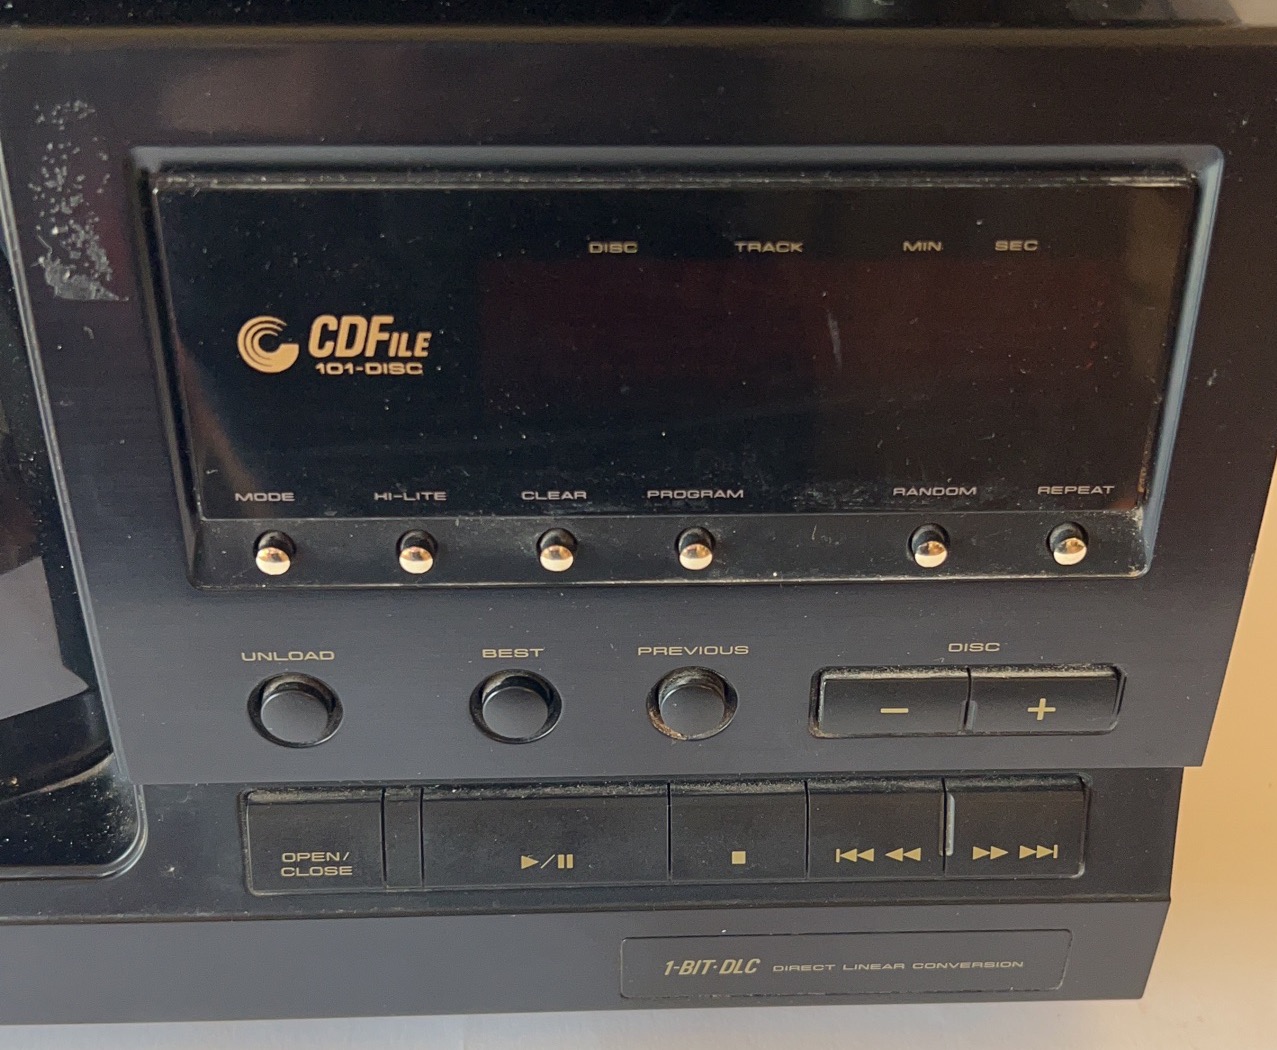 DISC TRACK MIN SEC
CDFILE
101-DISC
MODE HI-LITE CLEAR PROGRAM RANDOM REPEAT
UNLOAD BEST PREVIOUS DISC
− +
OPEN/
CLOSE
1-BIT·DLC DIRECT LINEAR CONVERSION